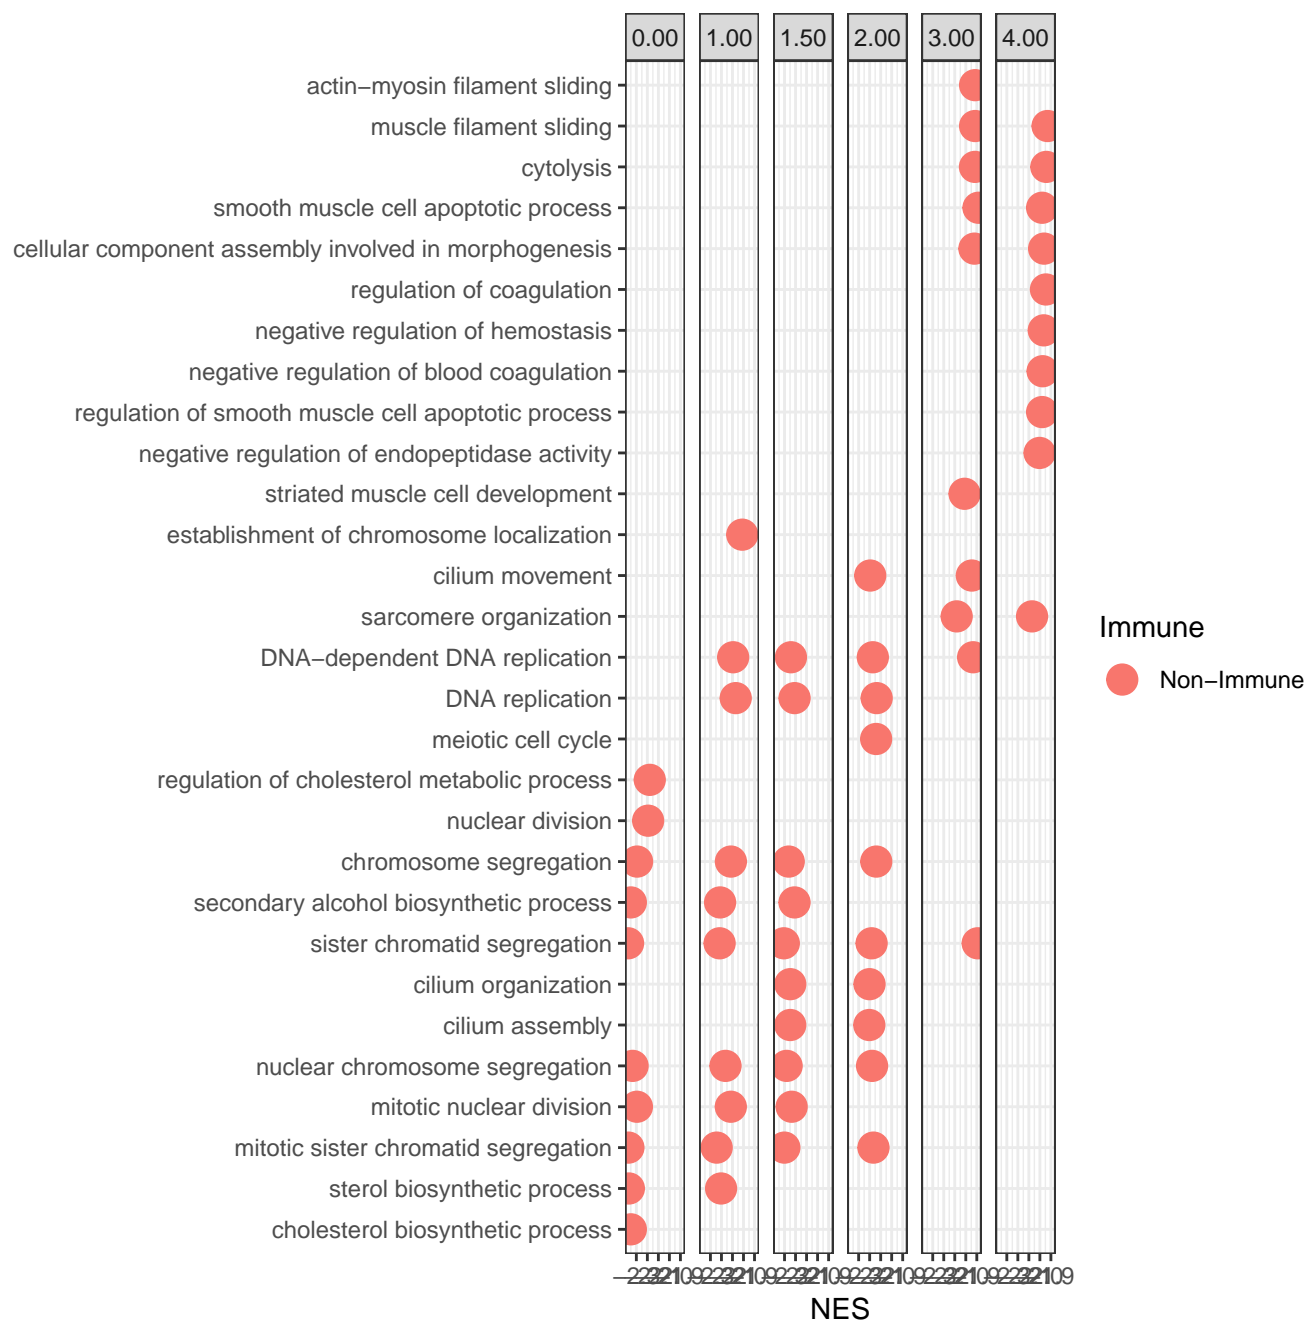 0.00 1.00 1.50 2.00 3.00 4.00
actin−myosin filament sliding
muscle filament sliding
cytolysis
smooth muscle cell apoptotic process
cellular component assembly involved in morphogenesis
regulation of coagulation
negative regulation of hemostasis
negative regulation of blood coagulation
regulation of smooth muscle cell apoptotic process
negative regulation of endopeptidase activity
striated muscle cell development
establishment of chromosome localization
cilium movement
sarcomere organization
DNA−dependent DNA replication
DNA replication
meiotic cell cycle
regulation of cholesterol metabolic process
nuclear division
chromosome segregation
secondary alcohol biosynthetic process
sister chromatid segregation
cilium organization
cilium assembly
nuclear chromosome segregation
mitotic nuclear division
mitotic sister chromatid segregation
sterol biosynthetic process
cholesterol biosynthetic process
NES
Immune
Non−Immune